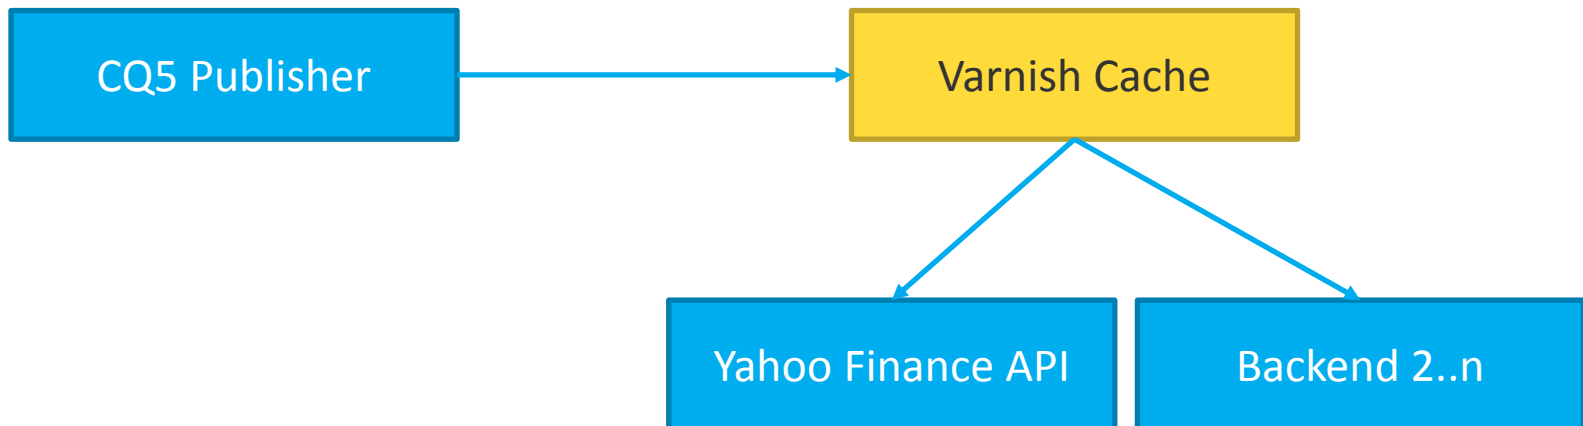 CQ5 Publisher
Varnish Cache
Yahoo Finance API
Backend 2..n